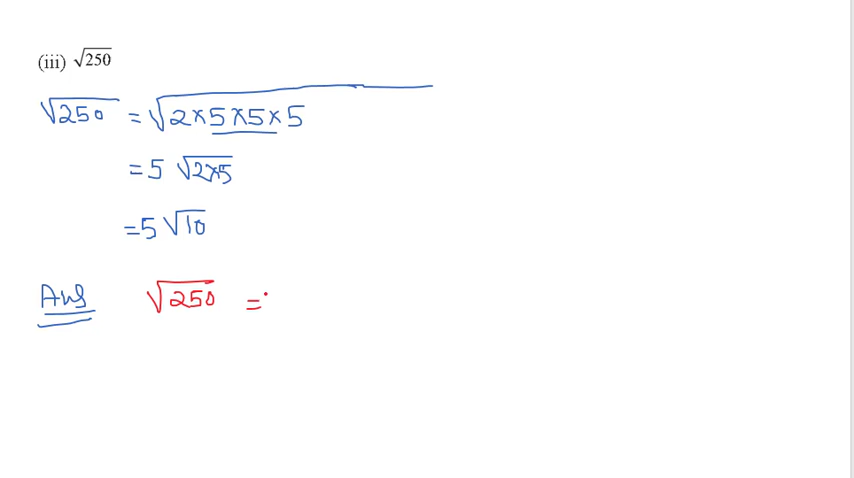 (iii) √250
√250 = √2×5×5×5
= 5 √2×5
= 5 √10
Ans √250 =